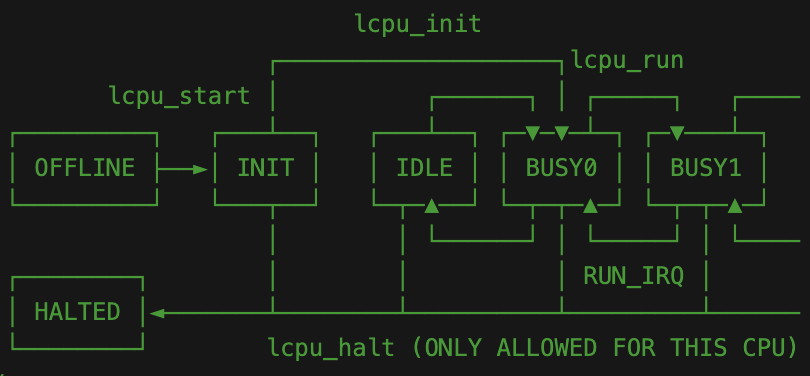 lcpu_init
lcpu_run
lcpu_start
OFFLINE INIT IDLE BUSY0 BUSY1
RUN_IRQ
HALTED
lcpu_halt (ONLY ALLOWED FOR THIS CPU)